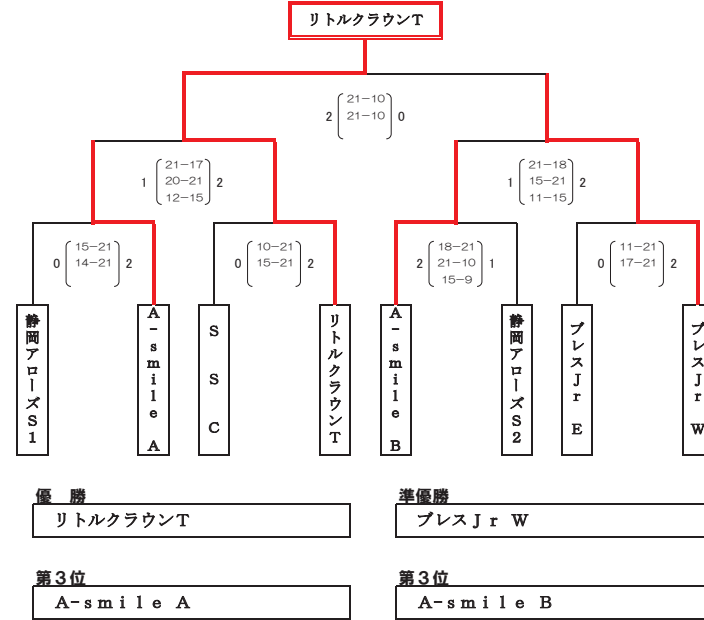 リトルクラウンT
21-10
2 21-10 0
21-17
1 20-21 2
12-15
21-18
1 15-21 2
11-15
15-21
0 14-21 2
10-21
0 15-21 2
18-21
2 21-10 1
15-9
11-21
0 17-21 2
静岡アローズS1
A-smile A
SSC
リトルクラウンT
A-smile B
静岡アローズS2
ブレスJr E
ブレスJr W
優 勝
リトルクラウンT
準優勝
ブレスJr W
第3位
A-smile A
第3位
A-smile B